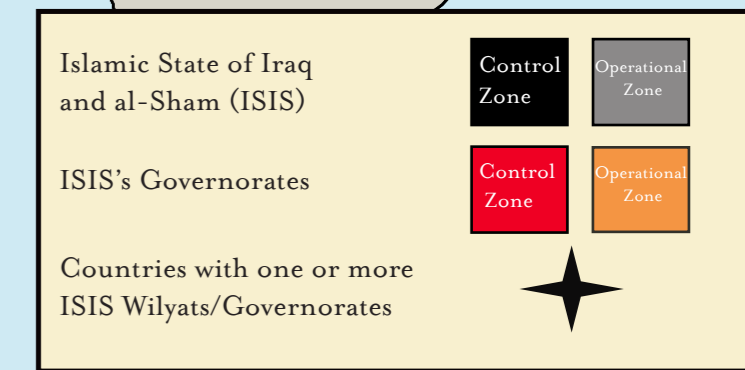 Islamic State of Iraq
and al-Sham (ISIS)
Control
Zone
Operational
Zone
ISIS's Governorates
Control
Zone
Operational
Zone
Countries with one or more
ISIS Wilyats/Governorates